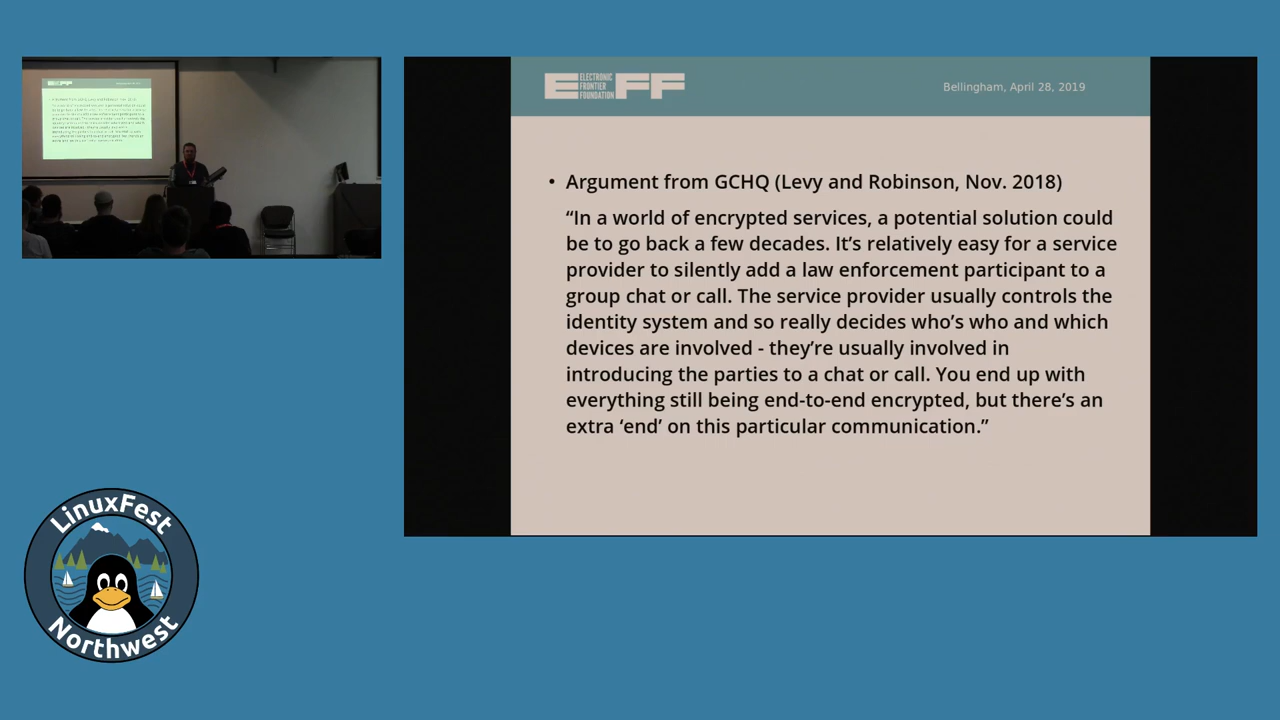 ELECTRONIC
FRONTIER
FOUNDATION
EFF
Bellingham, April 28, 2019
• Argument from GCHQ (Levy and Robinson, Nov. 2018)
“In a world of encrypted services, a potential solution could
be to go back a few decades. It’s relatively easy for a service
provider to silently add a law enforcement participant to a
group chat or call. The service provider usually controls the
identity system and so really decides who’s who and which
devices are involved - they’re usually involved in
introducing the parties to a chat or call. You end up with
everything still being end-to-end encrypted, but there’s an
extra ‘end’ on this particular communication.”
LinuxFest
Northwest